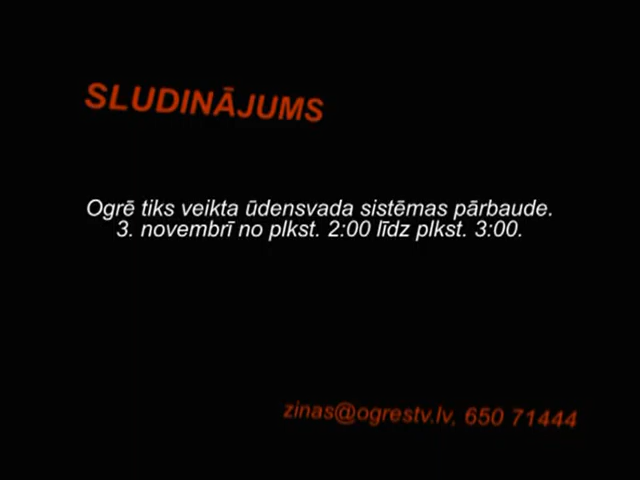 SLUDINĀJUMS
Ogrē tiks veikta ūdensvada sistēmas pārbaude.
3. novembrī no plkst. 2:00 līdz plkst. 3:00.
zinas@ogrestv.lv, 650 71444